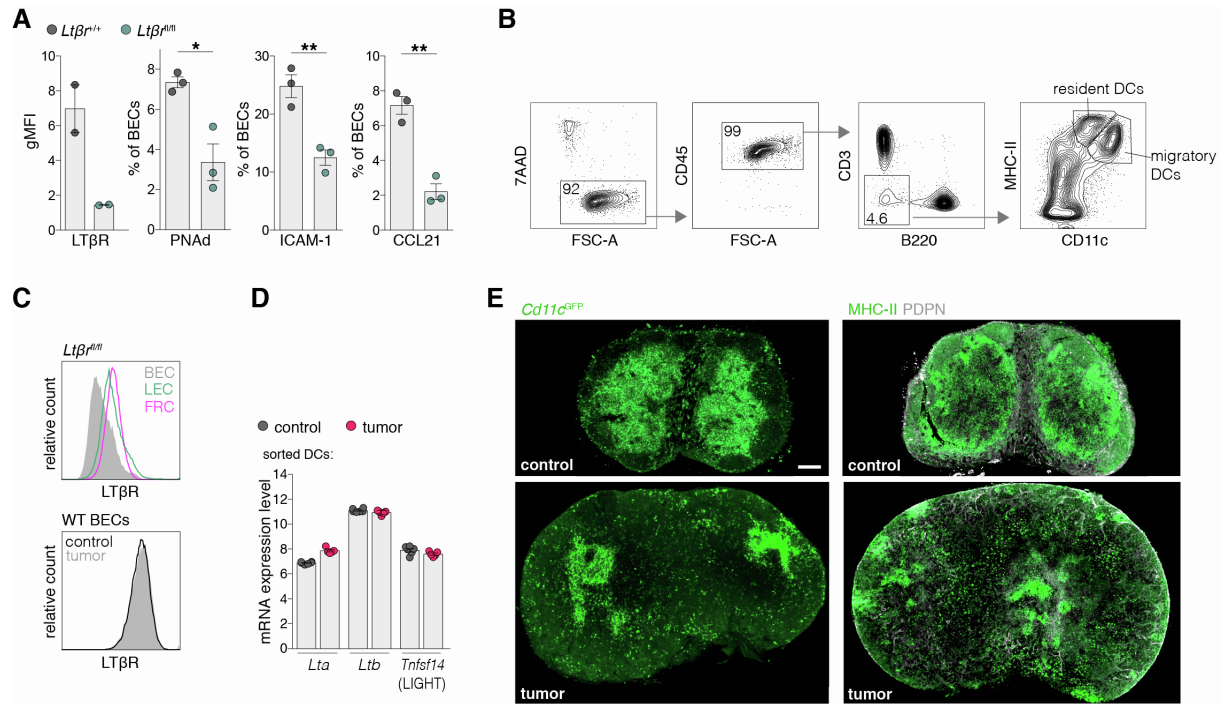 A
Ltβr+/+ Ltβrfl/fl
10
8
6
4
2
0
gMFI
LTβR
*
8
6
4
2
0
% of BECs
PNAd
**
30
20
10
0
% of BECs
ICAM-1
**
10
8
6
4
2
0
% of BECs
CCL21
B
7AAD
92
FSC-A
CD45
99
FSC-A
CD3
4.6
B220
resident DCs
MHC-II
migratory
DCs
CD11c
C
Ltβrfl/fl
BEC
LEC
FRC
relative count
LTβR
WT BECs
control
tumor
relative count
LTβR
D
control tumor
sorted DCs:
14
12
10
8
6
4
2
0
mRNA expression level
Lta Ltb Tnfsf14
(LIGHT)
E
Cd11cGFP
control
tumor
MHC-II PDPN
control
tumor